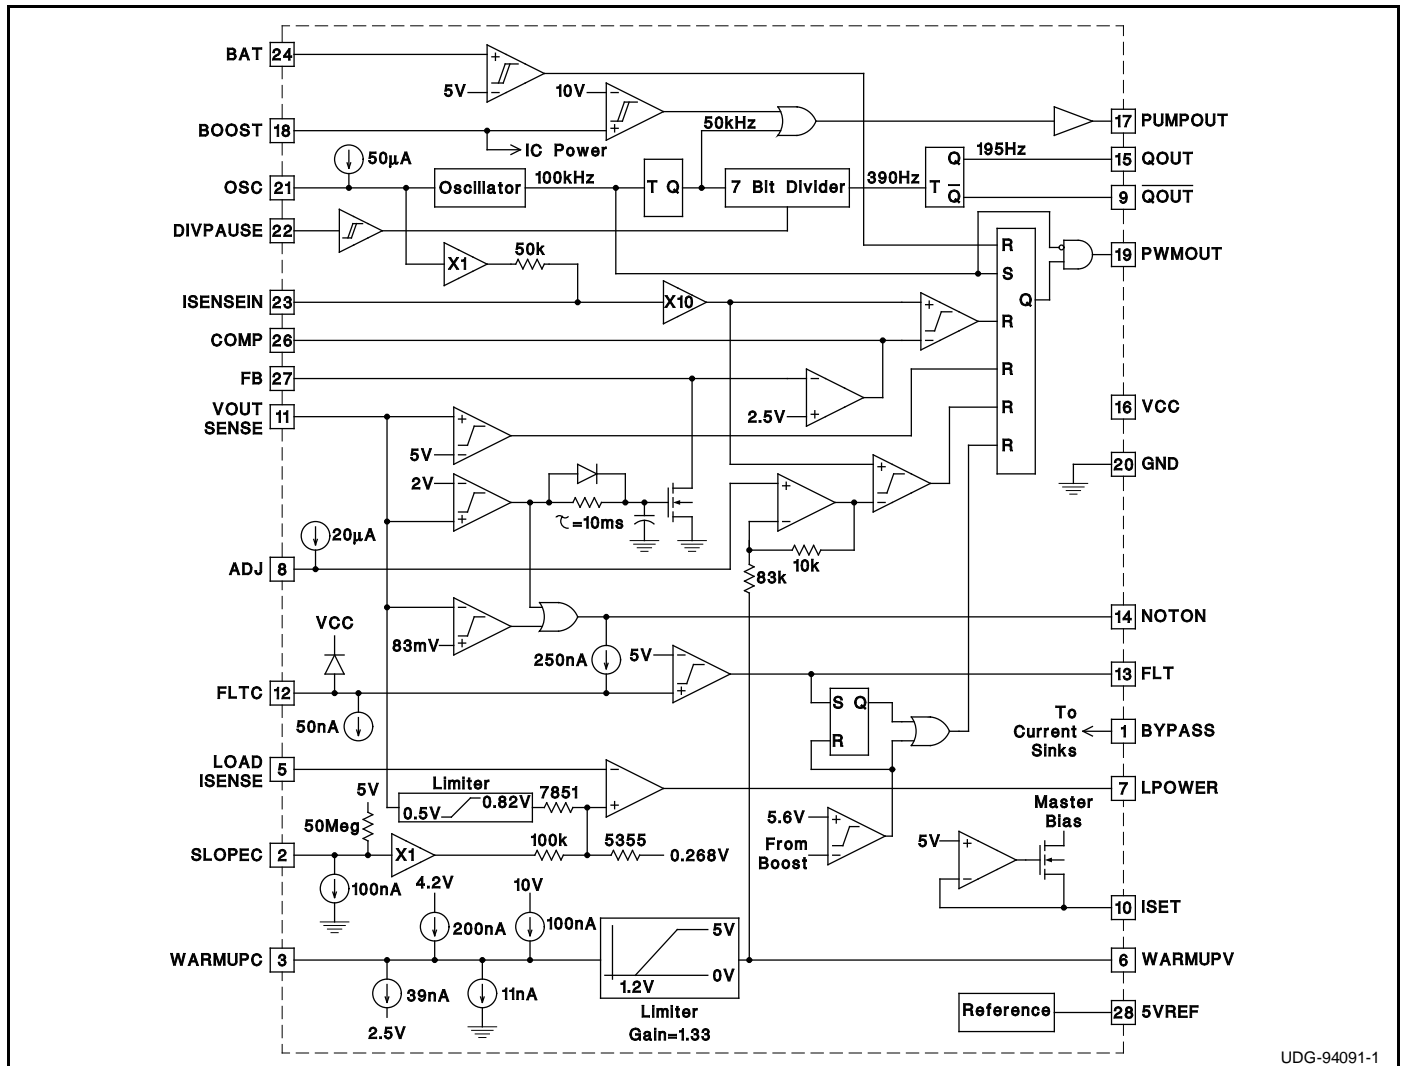 BAT 24
5V
10V
BOOST 18
IC Power
50kHz
17 PUMPOUT
50µA
OSC 21
Oscillator
100kHz
T Q
7 Bit Divider
390Hz
Q
T Q
195Hz
15 QOUT
9 QOUT
DIVPAUSE 22
X1
50k
R
S
Q
R
R
R
R
19 PWMOUT
ISENSEIN 23
X10
COMP 26
FB 27
2.5V
VOUT
SENSE 11
5V
16 VCC
20 GND
2V
τ=10ms
20µA
ADJ 8
10k
83k
VCC
83mV
14 NOTON
250nA
5V
13 FLT
FLTC 12
50nA
S Q
R
To
Current
Sinks
1 BYPASS
LOAD
ISENSE 5
Limiter
0.5V
0.82V
7851
7 LPOWER
5V
50Meg
SLOPEC 2
X1
100k
5355
0.268V
100nA
5.6V
From
Boost
Master
Bias
5V
10 ISET
4.2V
10V
200nA
100nA
WARMUPC 3
39nA
2.5V
11nA
5V
0V
1.2V
Limiter
Gain=1.33
6 WARMUPV
Reference
28 5VREF
UDG-94091-1